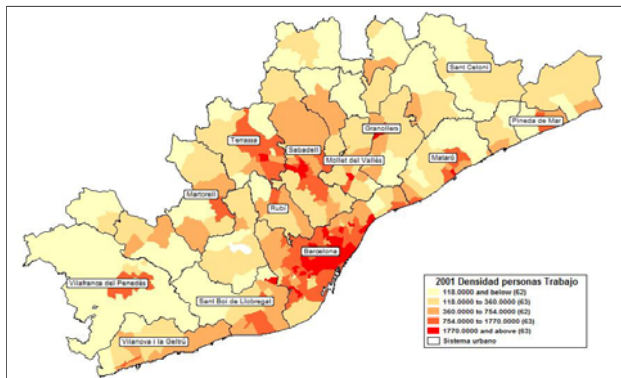 Sant Celoni
Pineda de Mar
Granollers
Terrassa
Sabadell
Mollet del Vallès
Mataró
Martorell
Rubí
Barcelona
Vilafranca del Penedès
Sant Boi de Llobregat
Vilanova i la Geltrú
2001 Densidad personas Trabajo
118.0000 and below (62)
118.0000 to 360.0000 (63)
360.0000 to 754.0000 (62)
754.0000 to 1770.0000 (63)
1770.0000 and above (63)
Sistema urbano